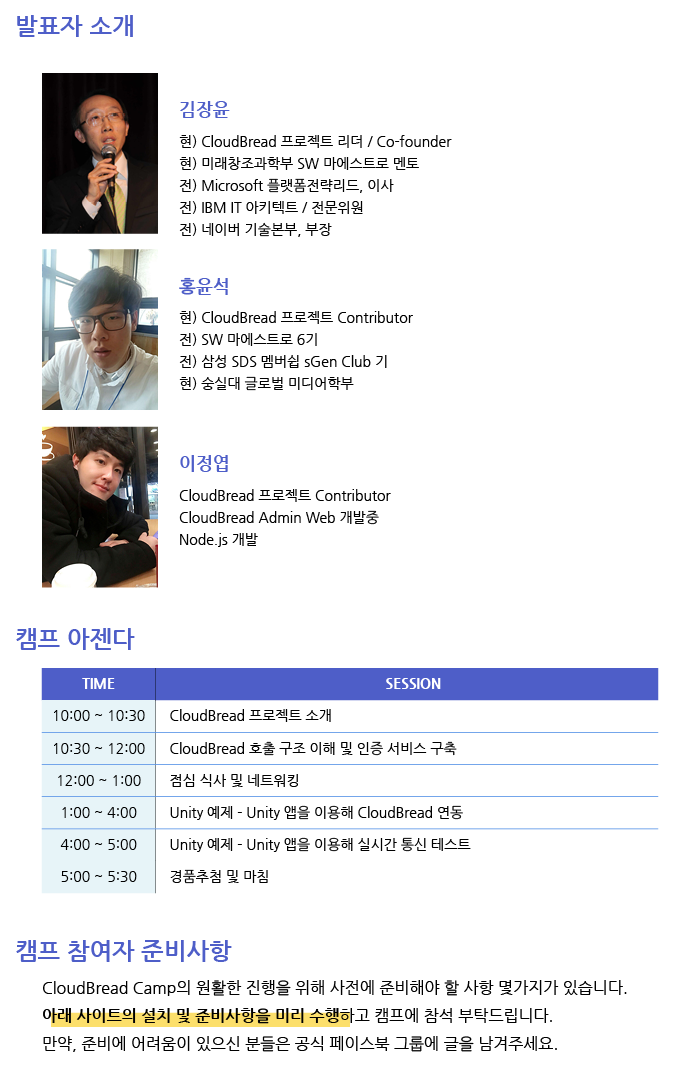 발표자 소개
김장윤
현) CloudBread 프로젝트 리더 / Co-founder
현) 미래창조과학부 SW 마에스트로 멘토
전) Microsoft 플랫폼전략리드, 이사
전) IBM IT 아키텍트 / 전문위원
전) 네이버 기술본부, 부장
홍윤석
현) CloudBread 프로젝트 Contributor
전) SW 마에스트로 6기
전) 삼성 SDS 멤버쉽 sGen Club 기
현) 숭실대 글로벌 미디어학부
이정엽
CloudBread 프로젝트 Contributor
CloudBread Admin Web 개발중
Node.js 개발
캠프 아젠다
TIME SESSION
10:00 ~ 10:30 CloudBread 프로젝트 소개
10:30 ~ 12:00 CloudBread 호출 구조 이해 및 인증 서비스 구축
12:00 ~ 1:00 점심 식사 및 네트워킹
1:00 ~ 4:00 Unity 예제 - Unity 앱을 이용해 CloudBread 연동
4:00 ~ 5:00 Unity 예제 - Unity 앱을 이용해 실시간 통신 테스트
5:00 ~ 5:30 경품추첨 및 마침
캠프 참여자 준비사항
CloudBread Camp의 원활한 진행을 위해 사전에 준비해야 할 사항 몇가지가 있습니다.
아래 사이트의 설치 및 준비사항을 미리 수행하고 캠프에 참석 부탁드립니다.
만약, 준비에 어려움이 있으신 분들은 공식 페이스북 그룹에 글을 남겨주세요.